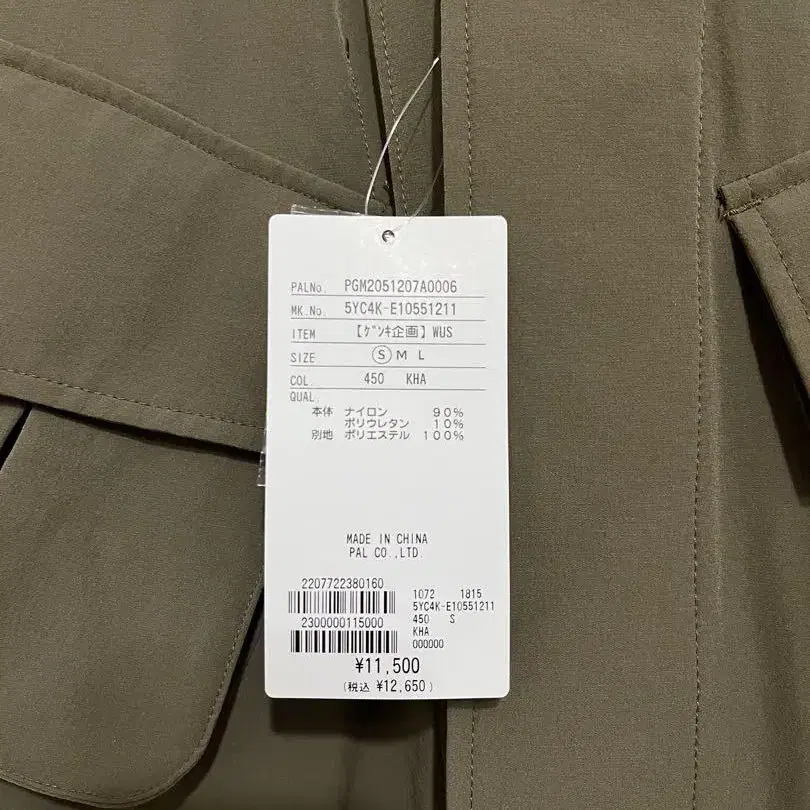 PALNo. PGM2051207A0006
MK.No. 5YC4K-E10551211
ITEM 【ｹﾞﾝｷ企画】WUS
SIZE Ⓢ M L
COL. 450 KHA
QUAL.
本体 ナイロン 90%
ポリウレタン 10%
別地 ポリエステル 100%
MADE IN CHINA
PAL CO.,LTD.
2207722380160
1072 1815
5YC4K-E10551211
2300000115000
450 S
KHA
000000
¥11,500
(税込 ¥12,650)